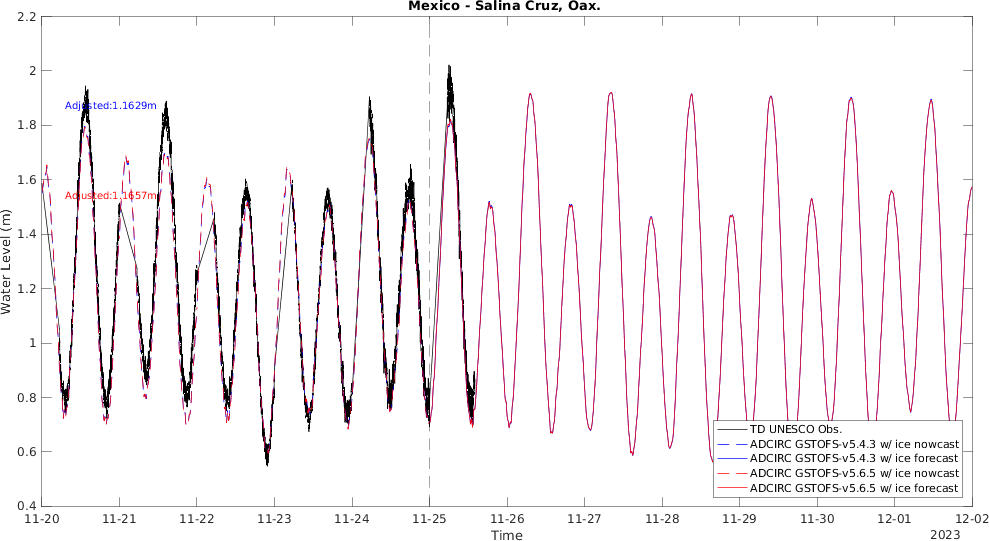 Mexico - Salina Cruz, Oax.
2.2
2
1.8
1.6
1.4
1.2
1
0.8
0.6
0.4
Water Level (m)
Adjusted:1.1629m
Adjusted:1.1657m
TD UNESCO Obs.
ADCIRC GSTOFS-v5.4.3 w/ ice nowcast
ADCIRC GSTOFS-v5.4.3 w/ ice forecast
ADCIRC GSTOFS-v5.6.5 w/ ice nowcast
ADCIRC GSTOFS-v5.6.5 w/ ice forecast
11-20 11-21 11-22 11-23 11-24 11-25 11-26 11-27 11-28 11-29 11-30 12-01 12-02
Time
2023